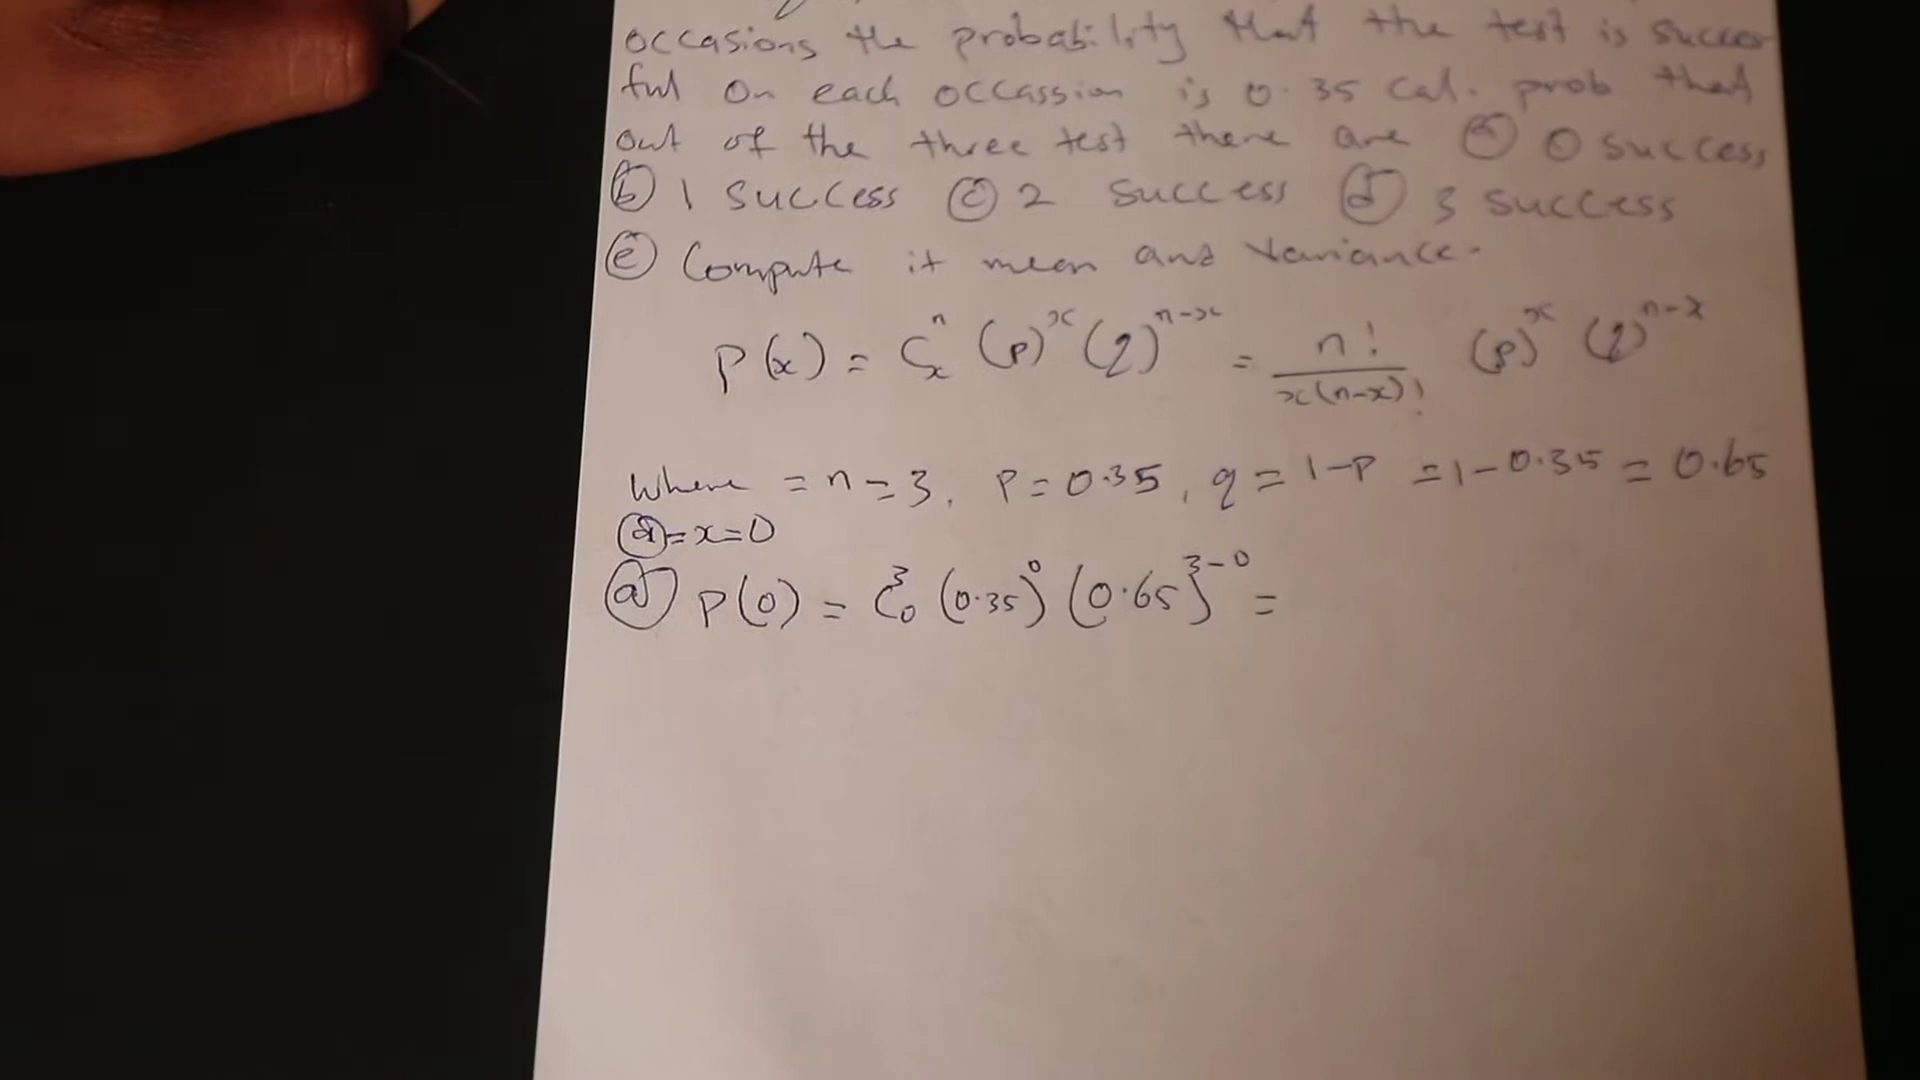 occasions the probability that the test is succes
ful on each occassion is 0.35 cal. prob that
out of the three test there are ⓐ 0 success,
ⓑ 1 success ⓒ 2 success ⓓ 3 success
ⓔ Compute it mean and variance.
P(x) = Cₓⁿ (p)ˣ (q)ⁿ⁻ˣ = n! / x(n-x)! (p)ˣ (q)ⁿ⁻ˣ
Where = n = 3, P = 0.35, q = 1-P = 1-0.35 = 0.65
ⓐ = x = 0
ⓐ P(0) = C₀³ (0.35)⁰ (0.65)³⁻⁰ =